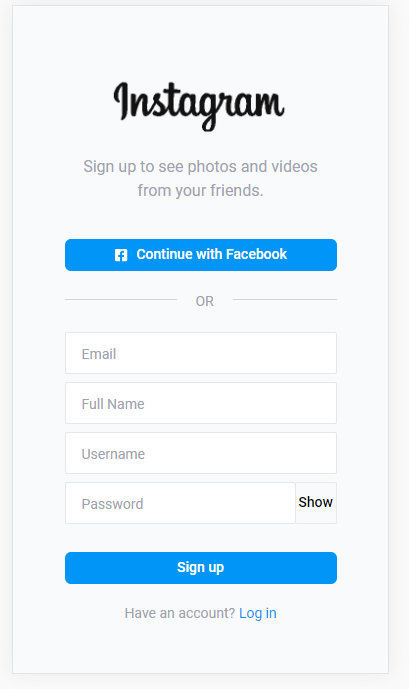 Instagram
Sign up to see photos and videos
from your friends.
Continue with Facebook
OR
Email
Full Name
Username
Password
Show
Sign up
Have an account? Log in